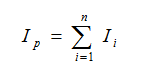 I_p = \sum_{i=1}^{n} I_i